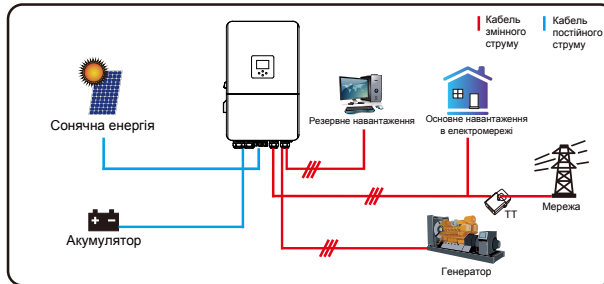 Кабель
змінного
струму
Кабель
постійного
струму
Сонячна енергія
Резервне навантаження
Основне навантаження
в електромережі
ТТ
Мережа
Акумулятор
Генератор